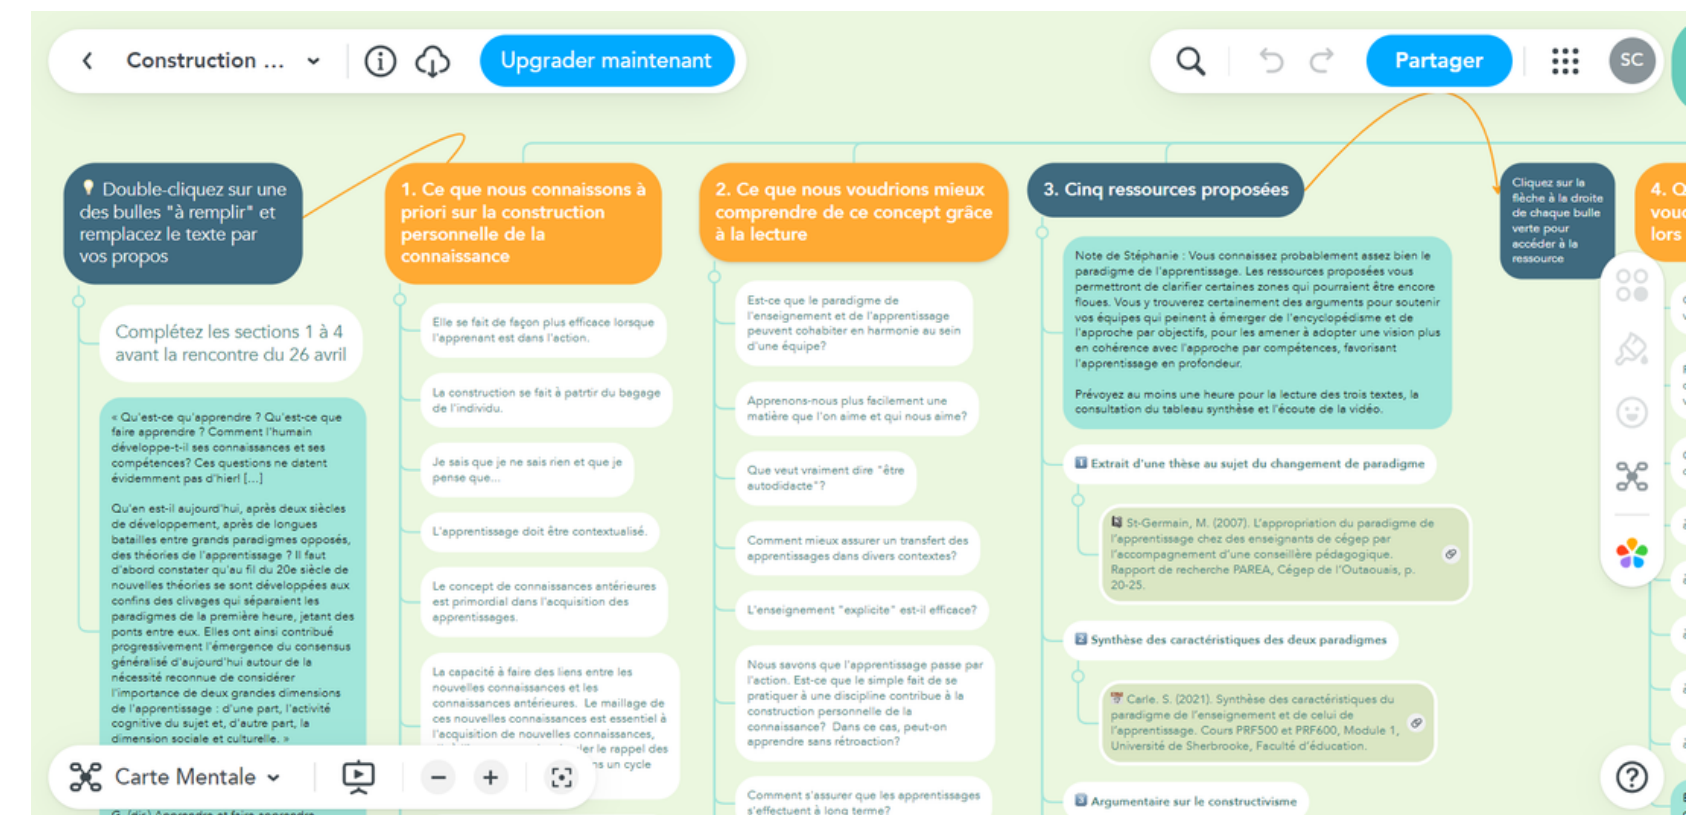 Construction ...
Upgrader maintenant
Partager
SC
Double-cliquez sur une
des bulles "à remplir" et
remplacez le texte par
vos propos
Complétez les sections 1 à 4
avant la rencontre du 26 avril
« Qu'est-ce qu'apprendre ? Qu'est-ce que
faire apprendre ? Comment l'humain
développe-t-il ses connaissances et ses
compétences? Ces questions ne datent
évidemment pas d'hier! [...]
Qu'en est-il aujourd'hui, après deux siècles
de développement, après de longues
batailles entre grands paradigmes opposés,
des théories de l'apprentissage ? Il faut
d'abord constater qu'au fil du 20e siècle de
nouvelles théories se sont développées aux
confins des clivages qui séparaient les
paradigmes de la première heure, jetant des
ponts entre eux. Elles ont ainsi contribué
progressivement l'émergence du consensus
généralisé d'aujourd'hui autour de la
nécessité reconnue de considérer
l'importance de deux grandes dimensions
de l'apprentissage : d'une part, l'activité
cognitive du sujet et, d'autre part, la
dimension sociale et culturelle. »
1. Ce que nous connaissons à
priori sur la construction
personnelle de la
connaissance
Elle se fait de façon plus efficace lorsque
l'apprenant est dans l'action.
La construction se fait à patrtir du bagage
de l'individu.
Je sais que je ne sais rien et que je
pense que...
L'apprentissage doit être contextualisé.
Le concept de connaissances antérieures
est primordial dans l'acquisition des
apprentissages.
La capacité à faire des liens entre les
nouvelles connaissances et les
connaissances antérieures. Le maillage de
ces nouvelles connaissances est essentiel à
l'acquisition de nouvelles connaissances,
le rappel des
un cycle
2. Ce que nous voudrions mieux
comprendre de ce concept grâce
à la lecture
Est-ce que le paradigme de
l'enseignement et de l'apprentissage
peuvent cohabiter en harmonie au sein
d'une équipe?
Apprenons-nous plus facilement une
matière que l'on aime et qui nous aime?
Que veut vraiment dire "être
autodidacte"?
Comment mieux assurer un transfert des
apprentissages dans divers contextes?
L'enseignement "explicite" est-il efficace?
Nous savons que l'apprentissage passe par
l'action. Est-ce que le simple fait de se
pratiquer à une discipline contribue à la
construction personnelle de la
connaissance? Dans ce cas, peut-on
apprendre sans rétroaction?
Comment s'assurer que les apprentissages
s'effectuent à long terme?
3. Cinq ressources proposées
Note de Stéphanie : Vous connaissez probablement assez bien le
paradigme de l'apprentissage. Les ressources proposées vous
permettront de clarifier certaines zones qui pourraient être encore
floues. Vous y trouverez certainement des arguments pour soutenir
vos équipes qui peinent à émerger de l'encyclopédisme et de
l'approche par objectifs, pour les amener à adopter une vision plus
en cohérence avec l'approche par compétences, favorisant
l'apprentissage en profondeur.
Prévoyez au moins une heure pour la lecture des trois textes, la
consultation du tableau synthèse et l'écoute de la vidéo.
1 Extrait d'une thèse au sujet du changement de paradigme
St-Germain, M. (2007). L'appropriation du paradigme de
l'apprentissage chez des enseignants de cégep par
l'accompagnement d'une conseillère pédagogique.
Rapport de recherche PAREA, Cégep de l'Outaouais, p.
20-25.
2 Synthèse des caractéristiques des deux paradigmes
Carle. S. (2021). Synthèse des caractéristiques du
paradigme de l'enseignement et de celui de
l'apprentissage. Cours PRF500 et PRF600, Module 1,
Université de Sherbrooke, Faculté d'éducation.
3 Argumentaire sur le constructivisme
Cliquez sur la
flèche à la droite
de chaque bulle
verte pour
accéder à la
ressource
4. Q
lors
Carte Mentale